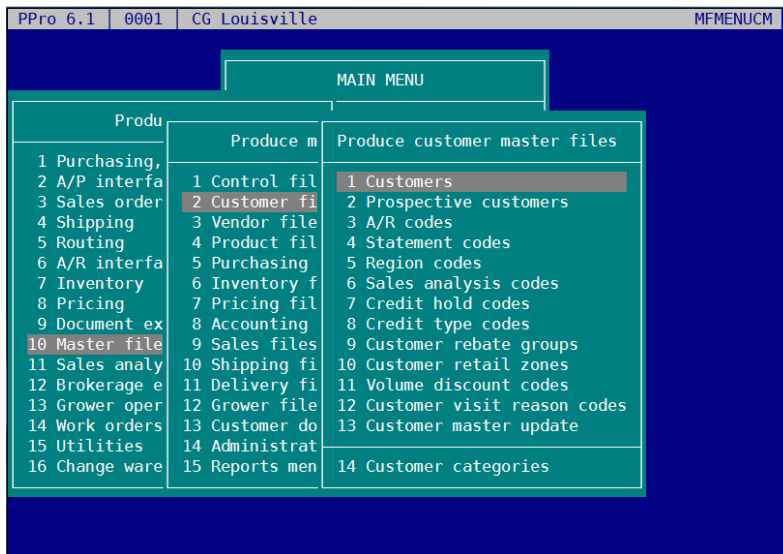 PPro 6.1 0001 CG Louisville MFMENUCM
MAIN MENU
Produ
1 Purchasing,
2 A/P interfa
3 Sales order
4 Shipping
5 Routing
6 A/R interfa
7 Inventory
8 Pricing
9 Document ex
10 Master file
11 Sales analy
12 Brokerage e
13 Grower oper
14 Work orders
15 Utilities
16 Change ware
Produce m
1 Control fil
2 Customer fi
3 Vendor file
4 Product fil
5 Purchasing
6 Inventory f
7 Pricing fil
8 Accounting
9 Sales files
10 Shipping fi
11 Delivery fi
12 Grower file
13 Customer do
14 Administrat
15 Reports men
Produce customer master files
1 Customers
2 Prospective customers
3 A/R codes
4 Statement codes
5 Region codes
6 Sales analysis codes
7 Credit hold codes
8 Credit type codes
9 Customer rebate groups
10 Customer retail zones
11 Volume discount codes
12 Customer visit reason codes
13 Customer master update
14 Customer categories